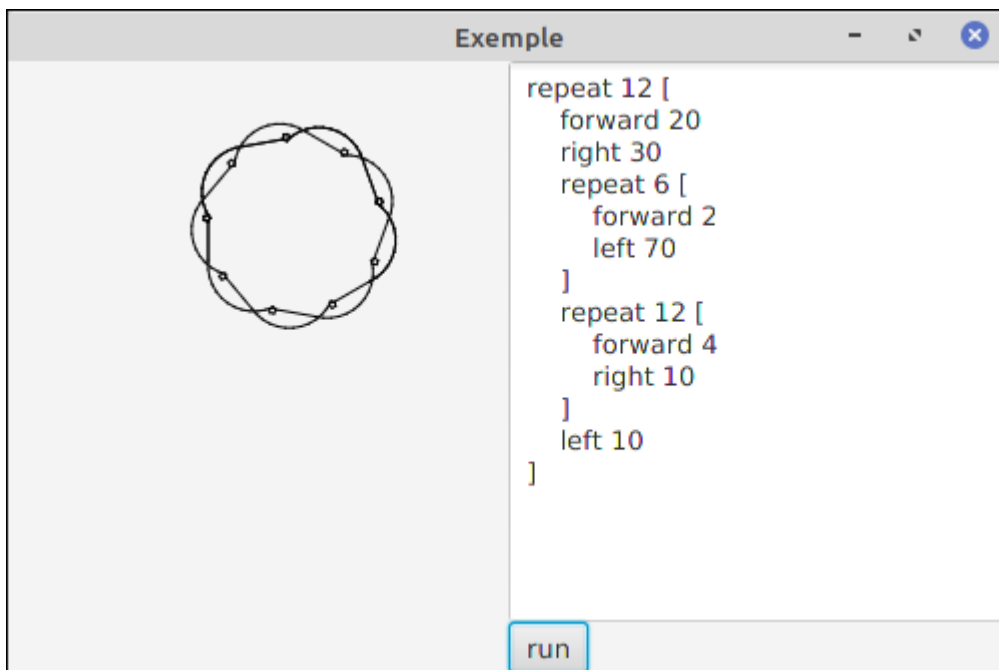 Exemple
repeat 12 [
    forward 20
    right 30
    repeat 6 [
        forward 2
        left 70
    ]
    repeat 12 [
        forward 4
        right 10
    ]
    left 10
]
run